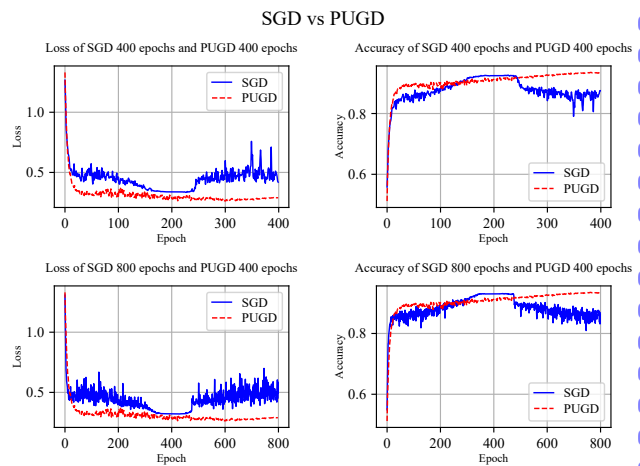 SGD vs PUGD
Loss of SGD 400 epochs and PUGD 400 epochs
Loss
1.0
0.5
SGD
PUGD
0 100 200 300 400
Epoch
Accuracy of SGD 400 epochs and PUGD 400 epochs
Accuracy
0.8
0.6
SGD
PUGD
0 100 200 300 400
Epoch
Loss of SGD 800 epochs and PUGD 400 epochs
Loss
1.0
0.5
SGD
PUGD
0 200 400 600 800
Epoch
Accuracy of SGD 800 epochs and PUGD 400 epochs
Accuracy
0.8
0.6
SGD
PUGD
0 200 400 600 800
Epoch